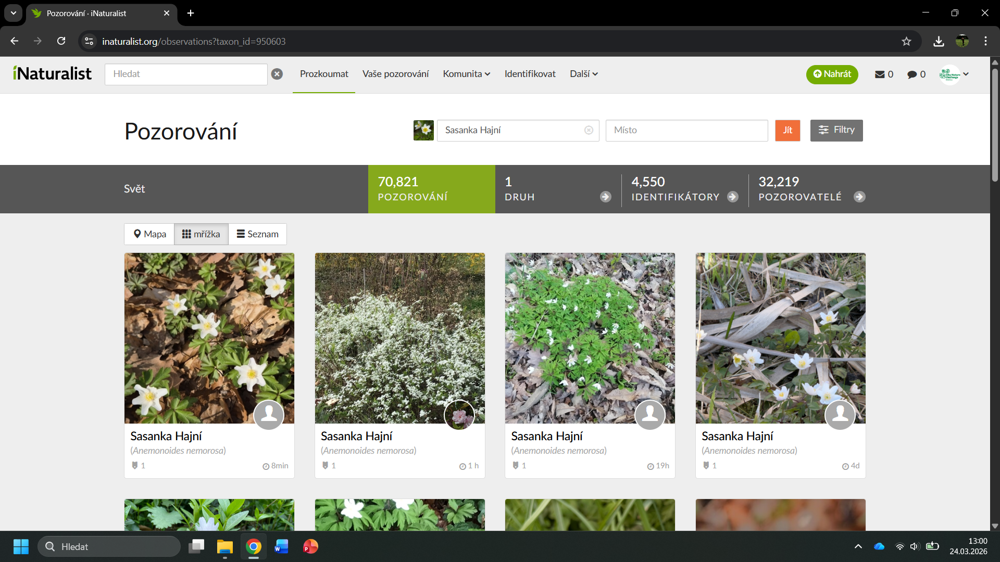 Pozorování · iNaturalist
inaturalist.org/observations?taxon_id=950603
iNaturalist
Hledat
Prozkoumat
Vaše pozorování
Komunita
Identifikovat
Další
Nahrát
0
0
City Nature Challenge
Pozorování
Sasanka Hajní
Místo
Jít
Filtry
Svět
70,821
POZOROVÁNÍ
1
DRUH
4,550
IDENTIFIKÁTORY
32,219
POZOROVATELÉ
Mapa
mřížka
Seznam
Sasanka Hajní
(Anemonoides nemorosa)
1
8min
Sasanka Hajní
(Anemonoides nemorosa)
1
1 h
Sasanka Hajní
(Anemonoides nemorosa)
1
19h
Sasanka Hajní
(Anemonoides nemorosa)
1
4d
Hledat
W
P
13:00
24.03.2026